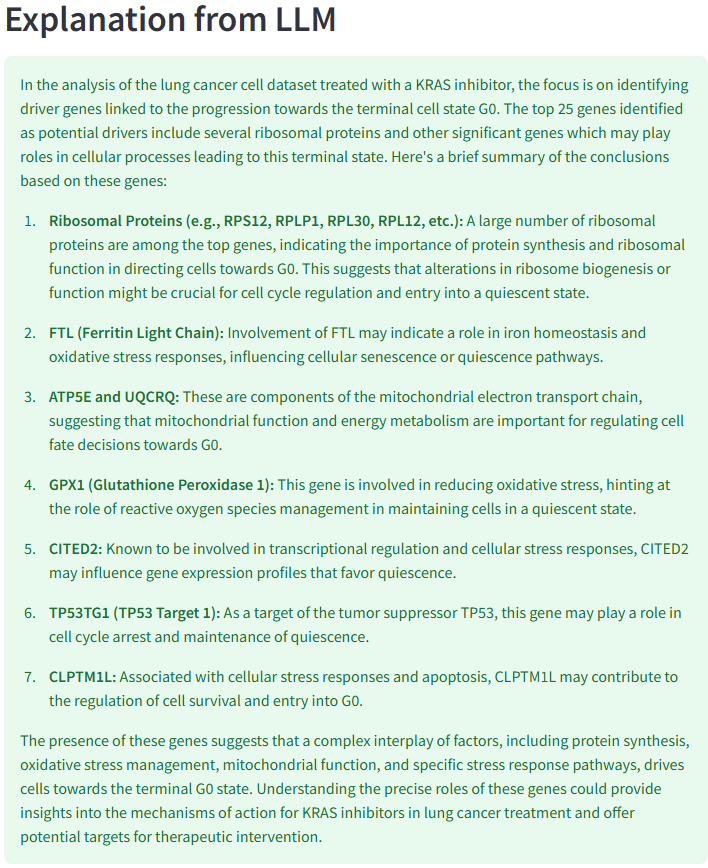 Explanation from LLM
In the analysis of the lung cancer cell dataset treated with a KRAS inhibitor, the focus is on identifying
driver genes linked to the progression towards the terminal cell state G0. The top 25 genes identified
as potential drivers include several ribosomal proteins and other significant genes which may play
roles in cellular processes leading to this terminal state. Here's a brief summary of the conclusions
based on these genes:
1. Ribosomal Proteins (e.g., RPS12, RPLP1, RPL30, RPL12, etc.): A large number of ribosomal
proteins are among the top genes, indicating the importance of protein synthesis and ribosomal
function in directing cells towards G0. This suggests that alterations in ribosome biogenesis or
function might be crucial for cell cycle regulation and entry into a quiescent state.
2. FTL (Ferritin Light Chain): Involvement of FTL may indicate a role in iron homeostasis and
oxidative stress responses, influencing cellular senescence or quiescence pathways.
3. ATP5E and UQCRQ: These are components of the mitochondrial electron transport chain,
suggesting that mitochondrial function and energy metabolism are important for regulating cell
fate decisions towards G0.
4. GPX1 (Glutathione Peroxidase 1): This gene is involved in reducing oxidative stress, hinting at
the role of reactive oxygen species management in maintaining cells in a quiescent state.
5. CITED2: Known to be involved in transcriptional regulation and cellular stress responses, CITED2
may influence gene expression profiles that favor quiescence.
6. TP53TG1 (TP53 Target 1): As a target of the tumor suppressor TP53, this gene may play a role in
cell cycle arrest and maintenance of quiescence.
7. CLPTM1L: Associated with cellular stress responses and apoptosis, CLPTM1L may contribute to
the regulation of cell survival and entry into G0.
The presence of these genes suggests that a complex interplay of factors, including protein synthesis,
oxidative stress management, mitochondrial function, and specific stress response pathways, drives
cells towards the terminal G0 state. Understanding the precise roles of these genes could provide
insights into the mechanisms of action for KRAS inhibitors in lung cancer treatment and offer
potential targets for therapeutic intervention.